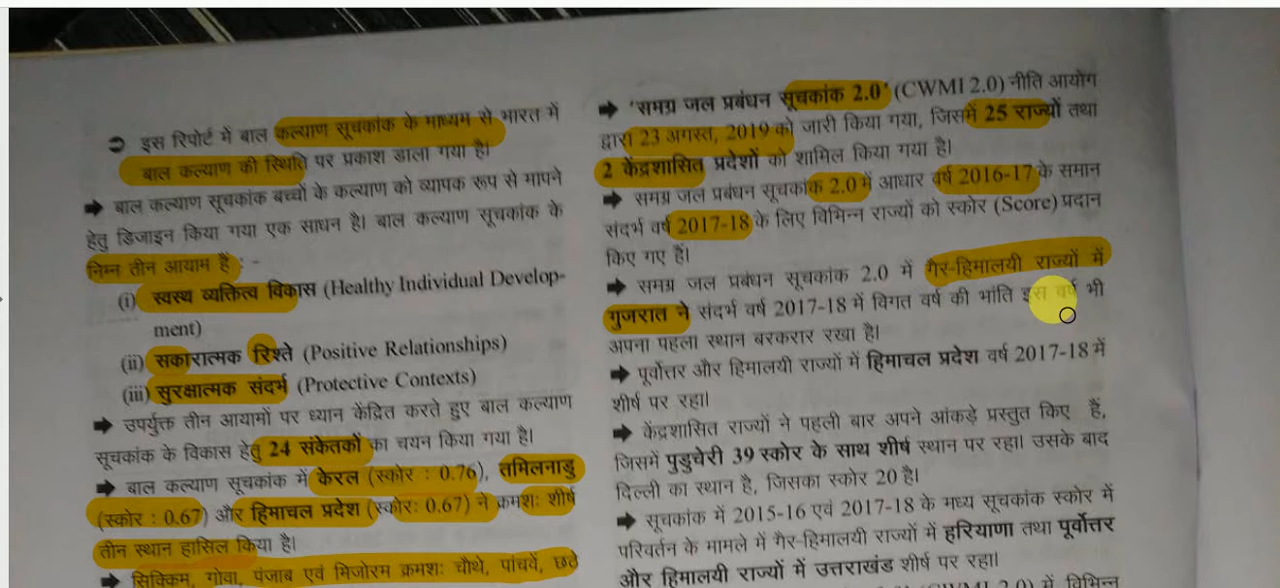 ➲ इस रिपोर्ट में बाल कल्याण सूचकांक के माध्यम से भारत में
बाल कल्याण की स्थिति पर प्रकाश डाला गया है।
➡ बाल कल्याण सूचकांक बच्चों के कल्याण को व्यापक रूप से मापने
हेतु डिजाइन किया गया एक साधन है। बाल कल्याण सूचकांक के
निम्न तीन आयाम हैं : -
(i) स्वस्थ व्यक्तित्व विकास (Healthy Individual Develop-
ment)
(ii) सकारात्मक रिश्ते (Positive Relationships)
(iii) सुरक्षात्मक संदर्भ (Protective Contexts)
➡ उपर्युक्त तीन आयामों पर ध्यान केंद्रित करते हुए बाल कल्याण
सूचकांक के विकास हेतु 24 संकेतकों का चयन किया गया है।
➡ बाल कल्याण सूचकांक में केरल (स्कोर : 0.76), तमिलनाडु
(स्कोर : 0.67) और हिमाचल प्रदेश (स्कोर: 0.67) ने क्रमशः शीर्ष
तीन स्थान हासिल किया है।
➡ सिक्किम, गोवा, पंजाब एवं मिजोरम क्रमशः चौथे, पांचवें, छठे
➡ 'समग्र जल प्रबंधन सूचकांक 2.0' (CWMI 2.0) नीति आयोग
द्वारा 23 अगस्त, 2019 को जारी किया गया, जिसमें 25 राज्यों तथा
2 केंद्रशासित प्रदेशों को शामिल किया गया है।
➡ समग्र जल प्रबंधन सूचकांक 2.0 में आधार वर्ष 2016-17 के समान
संदर्भ वर्ष 2017-18 के लिए विभिन्न राज्यों को स्कोर (Score) प्रदान
किए गए हैं।
➡ समग्र जल प्रबंधन सूचकांक 2.0 में गैर-हिमालयी राज्यों में
गुजरात ने संदर्भ वर्ष 2017-18 में विगत वर्ष की भांति इस वर्ष भी
अपना पहला स्थान बरकरार रखा है।
➡ पूर्वोत्तर और हिमालयी राज्यों में हिमाचल प्रदेश वर्ष 2017-18 में
शीर्ष पर रहा।
➡ केंद्रशासित राज्यों ने पहली बार अपने आंकड़े प्रस्तुत किए हैं,
जिसमें पुडुचेरी 39 स्कोर के साथ शीर्ष स्थान पर रहा। उसके बाद
दिल्ली का स्थान है, जिसका स्कोर 20 है।
➡ सूचकांक में 2015-16 एवं 2017-18 के मध्य सूचकांक स्कोर में
परिवर्तन के मामले में गैर-हिमालयी राज्यों में हरियाणा तथा पूर्वोत्तर
और हिमालयी राज्यों में उत्तराखंड शीर्ष पर रहा।
(CWMI 2.0) में विभिन्न